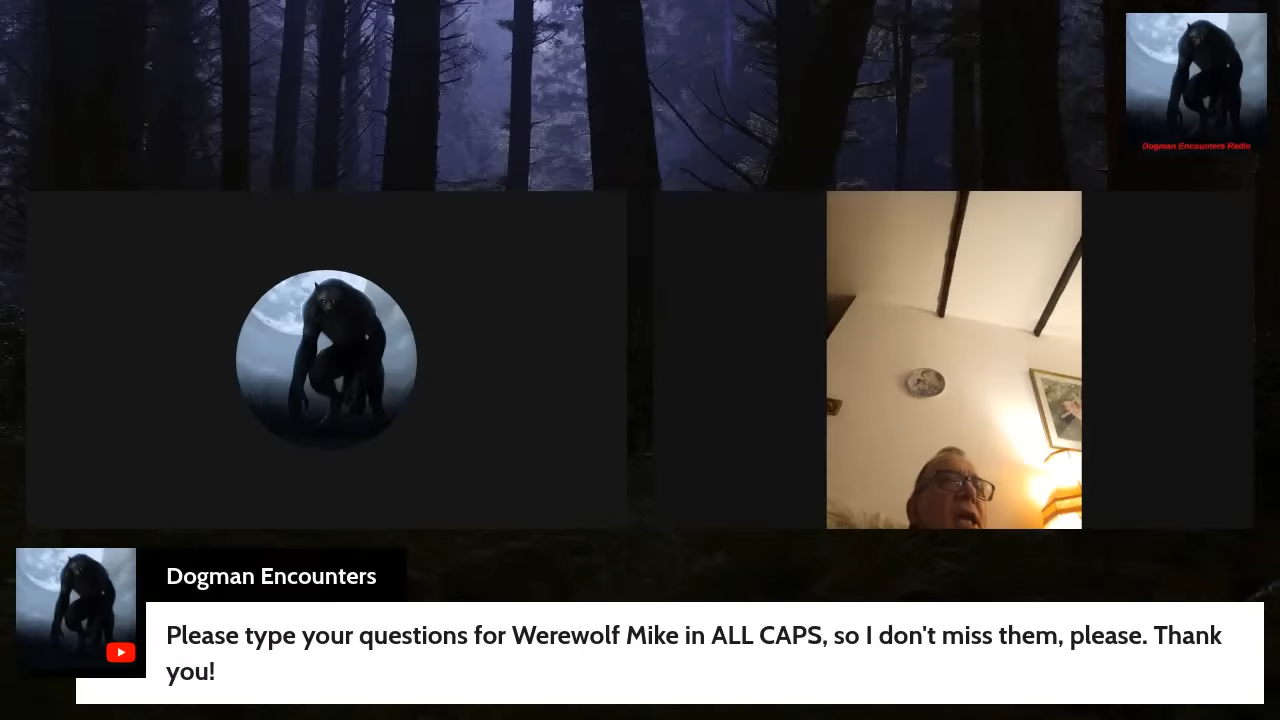 Dogman Encounters Radio
Dogman Encounters
Please type your questions for Werewolf Mike in ALL CAPS, so I don't miss them, please. Thank
you!